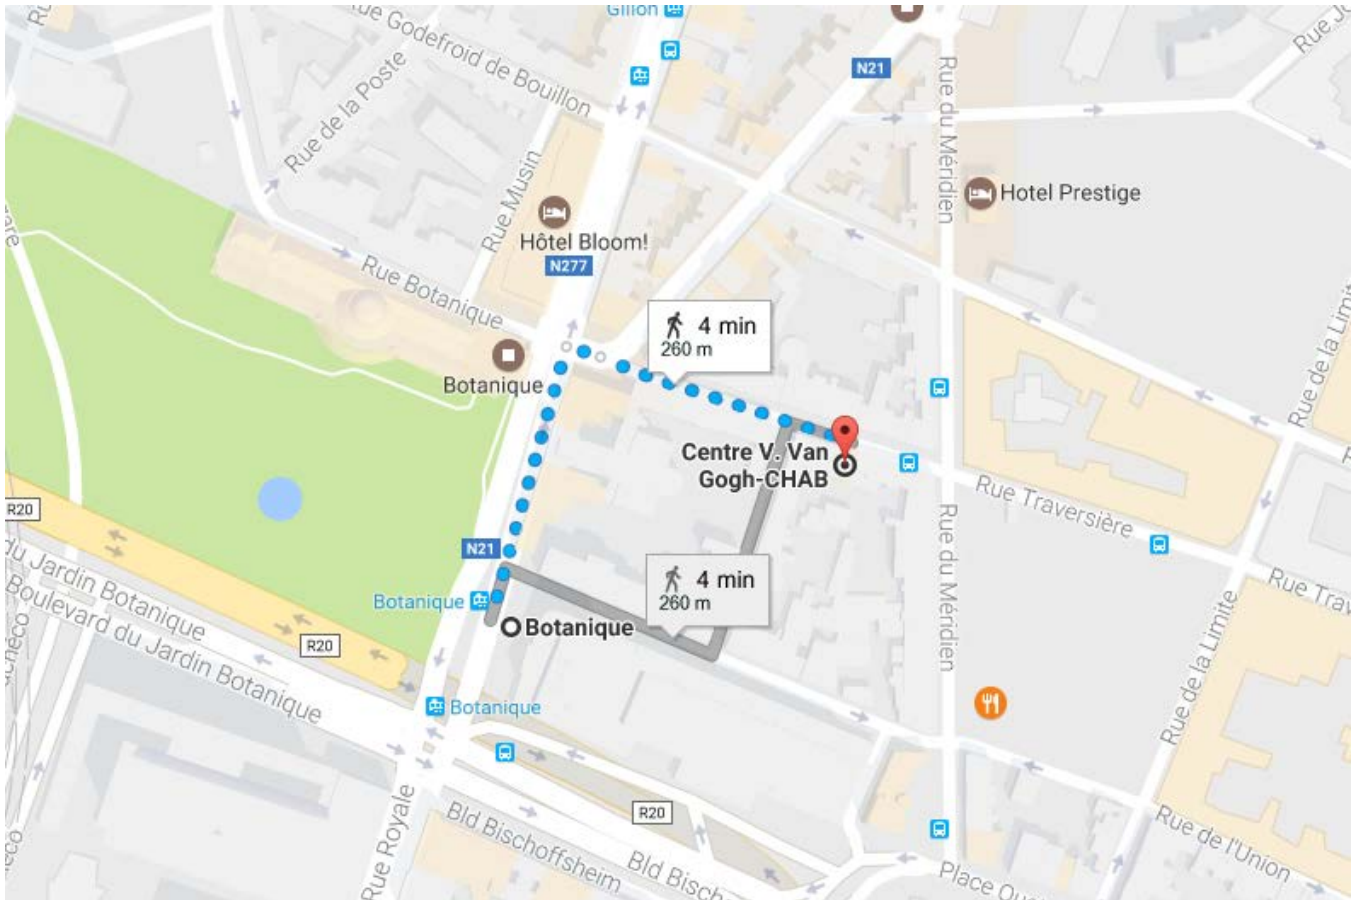 Gillon
Rue Godefroid de Bouillon
Rue de la Poste
N21
Rue du Méridien
Hotel Prestige
Rue Musin
Hôtel Bloom!
N277
Rue Botanique
4 min
260 m
Botanique
Rue de la Limite
Centre V. Van
Gogh-CHAB
Rue Traversière
R20
N21
Rue du Méridien
4 min
260 m
Botanique
Botanique
du Jardin Botanique
Boulevard du Jardin Botanique
R20
Botanique
Rue de la Limite
R20
Rue Royale
Bld Bischoffsheim
Rue de l'Union